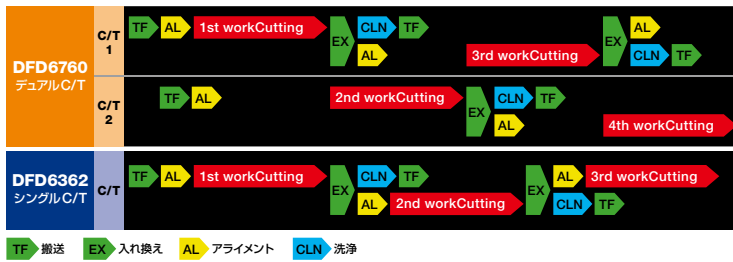 DFD6760
デュアルC/T
C/T
1
TF AL 1st workCutting EX CLN TF
AL
3rd workCutting EX AL
CLN TF
C/T
2
TF AL 2nd workCutting EX CLN TF
AL
4th workCutting
DFD6362
シングルC/T
C/T
TF AL 1st workCutting EX CLN TF
AL 2nd workCutting EX AL 3rd workCutting
CLN TF
TF 搬送 EX 入れ換え AL アライメント CLN 洗浄